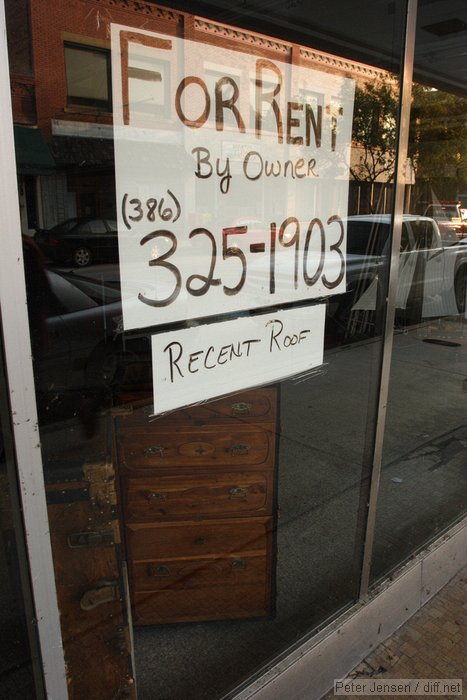 FOR RENT
By OWNER
(386)
325-1903
RECENT ROOF
Peter Jensen / diff.net